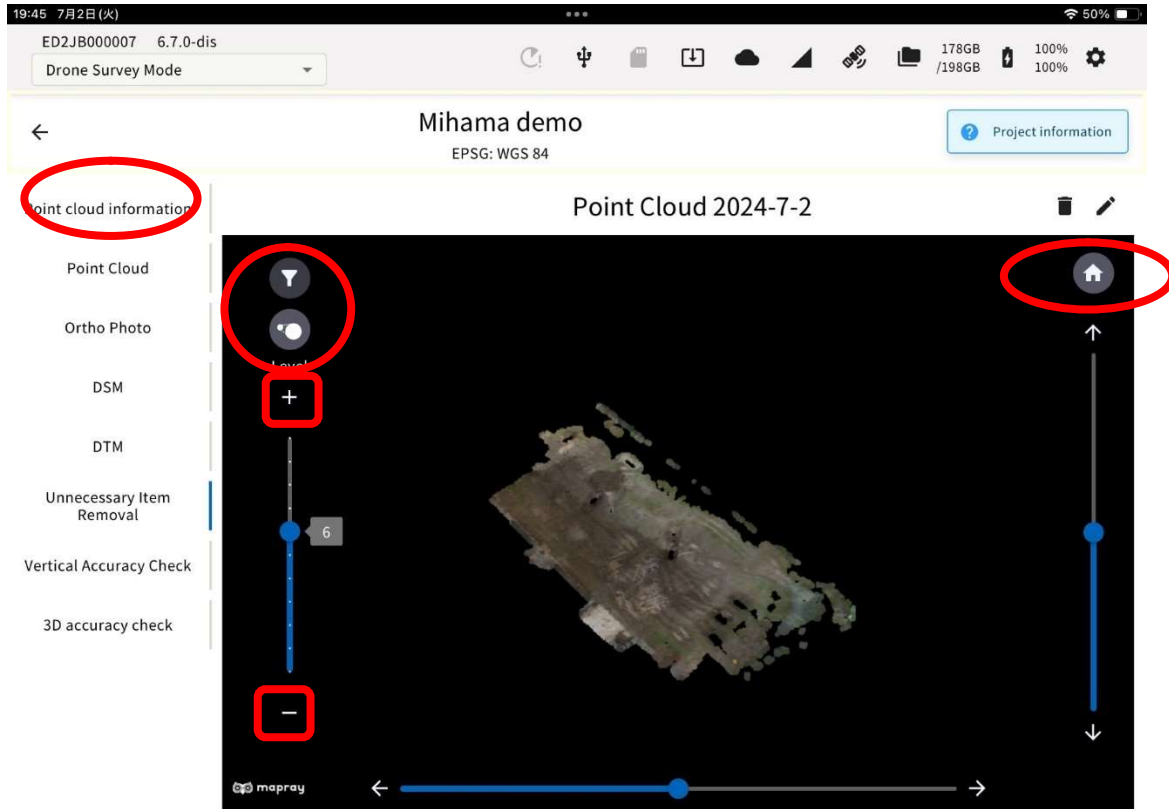 19:45 7月2日(火)
50%
ED2JB000007 6.7.0-dis
Drone Survey Mode
178GB
/198GB
100%
100%
Mihama demo
EPSG: WGS 84
Project information
Point cloud information
Point Cloud 2024-7-2
Point Cloud
Ortho Photo
Level
DSM
+
DTM
Unnecessary Item
Removal
6
Vertical Accuracy Check
3D accuracy check
−
mapray